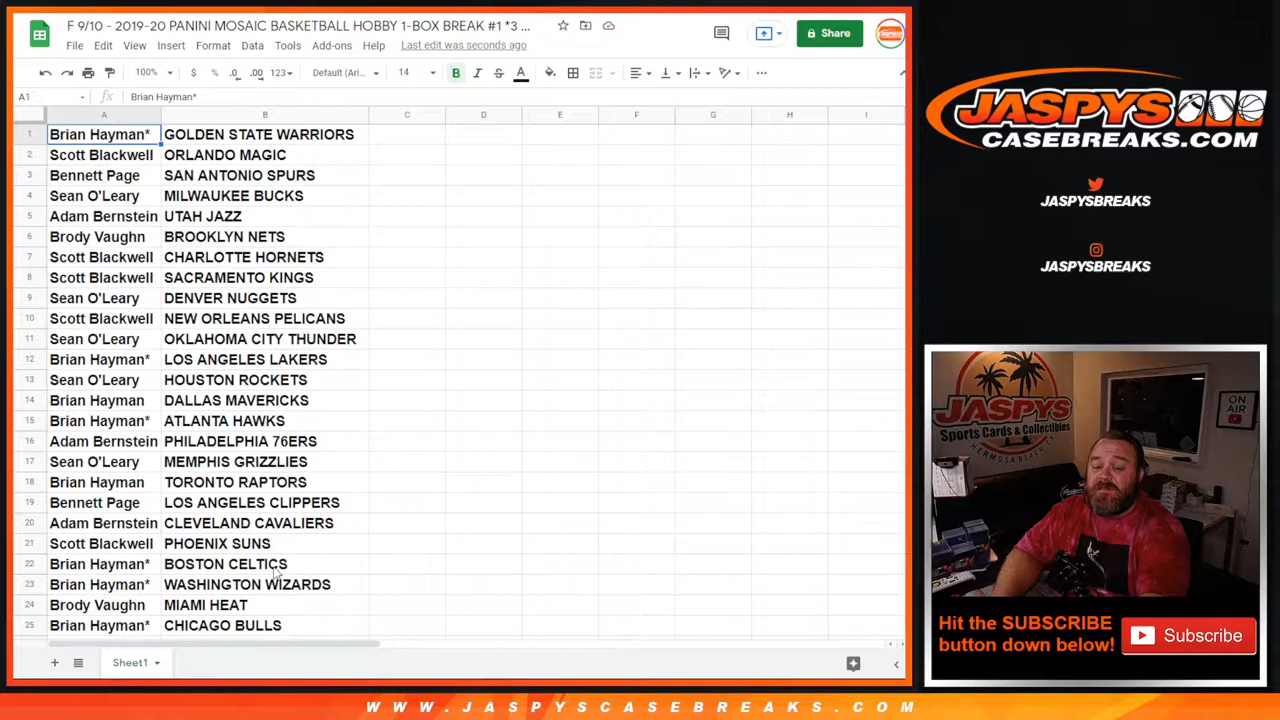 F 9/10 - 2019-20 PANINI MOSAIC BASKETBALL HOBBY 1-BOX BREAK #1 *3 ...
File Edit View Insert Format Data Tools Add-ons Help Last edit was seconds ago
Share
100% $ % .0 .00 123 Default (Ari... 14 B I S A
A1 fx Brian Hayman*
A B C D E F G H I
1 Brian Hayman* GOLDEN STATE WARRIORS
2 Scott Blackwell ORLANDO MAGIC
3 Bennett Page SAN ANTONIO SPURS
4 Sean O'Leary MILWAUKEE BUCKS
5 Adam Bernstein UTAH JAZZ
6 Brody Vaughn BROOKLYN NETS
7 Scott Blackwell CHARLOTTE HORNETS
8 Scott Blackwell SACRAMENTO KINGS
9 Sean O'Leary DENVER NUGGETS
10 Scott Blackwell NEW ORLEANS PELICANS
11 Sean O'Leary OKLAHOMA CITY THUNDER
12 Brian Hayman* LOS ANGELES LAKERS
13 Sean O'Leary HOUSTON ROCKETS
14 Brian Hayman DALLAS MAVERICKS
15 Brian Hayman* ATLANTA HAWKS
16 Adam Bernstein PHILADELPHIA 76ERS
17 Sean O'Leary MEMPHIS GRIZZLIES
18 Brian Hayman TORONTO RAPTORS
19 Bennett Page LOS ANGELES CLIPPERS
20 Adam Bernstein CLEVELAND CAVALIERS
21 Scott Blackwell PHOENIX SUNS
22 Brian Hayman* BOSTON CELTICS
23 Brian Hayman* WASHINGTON WIZARDS
24 Brody Vaughn MIAMI HEAT
25 Brian Hayman* CHICAGO BULLS
Sheet1
JASPYS
CASEBREAKS.COM
JASPYSBREAKS
JASPYSBREAKS
JASPYS
Sports Cards & Collectibles
HERMOSA BEACH, CA
ON AIR
Hit the SUBSCRIBE
button down below!
Subscribe
WWW.JASPYSCASEBREAKS.COM